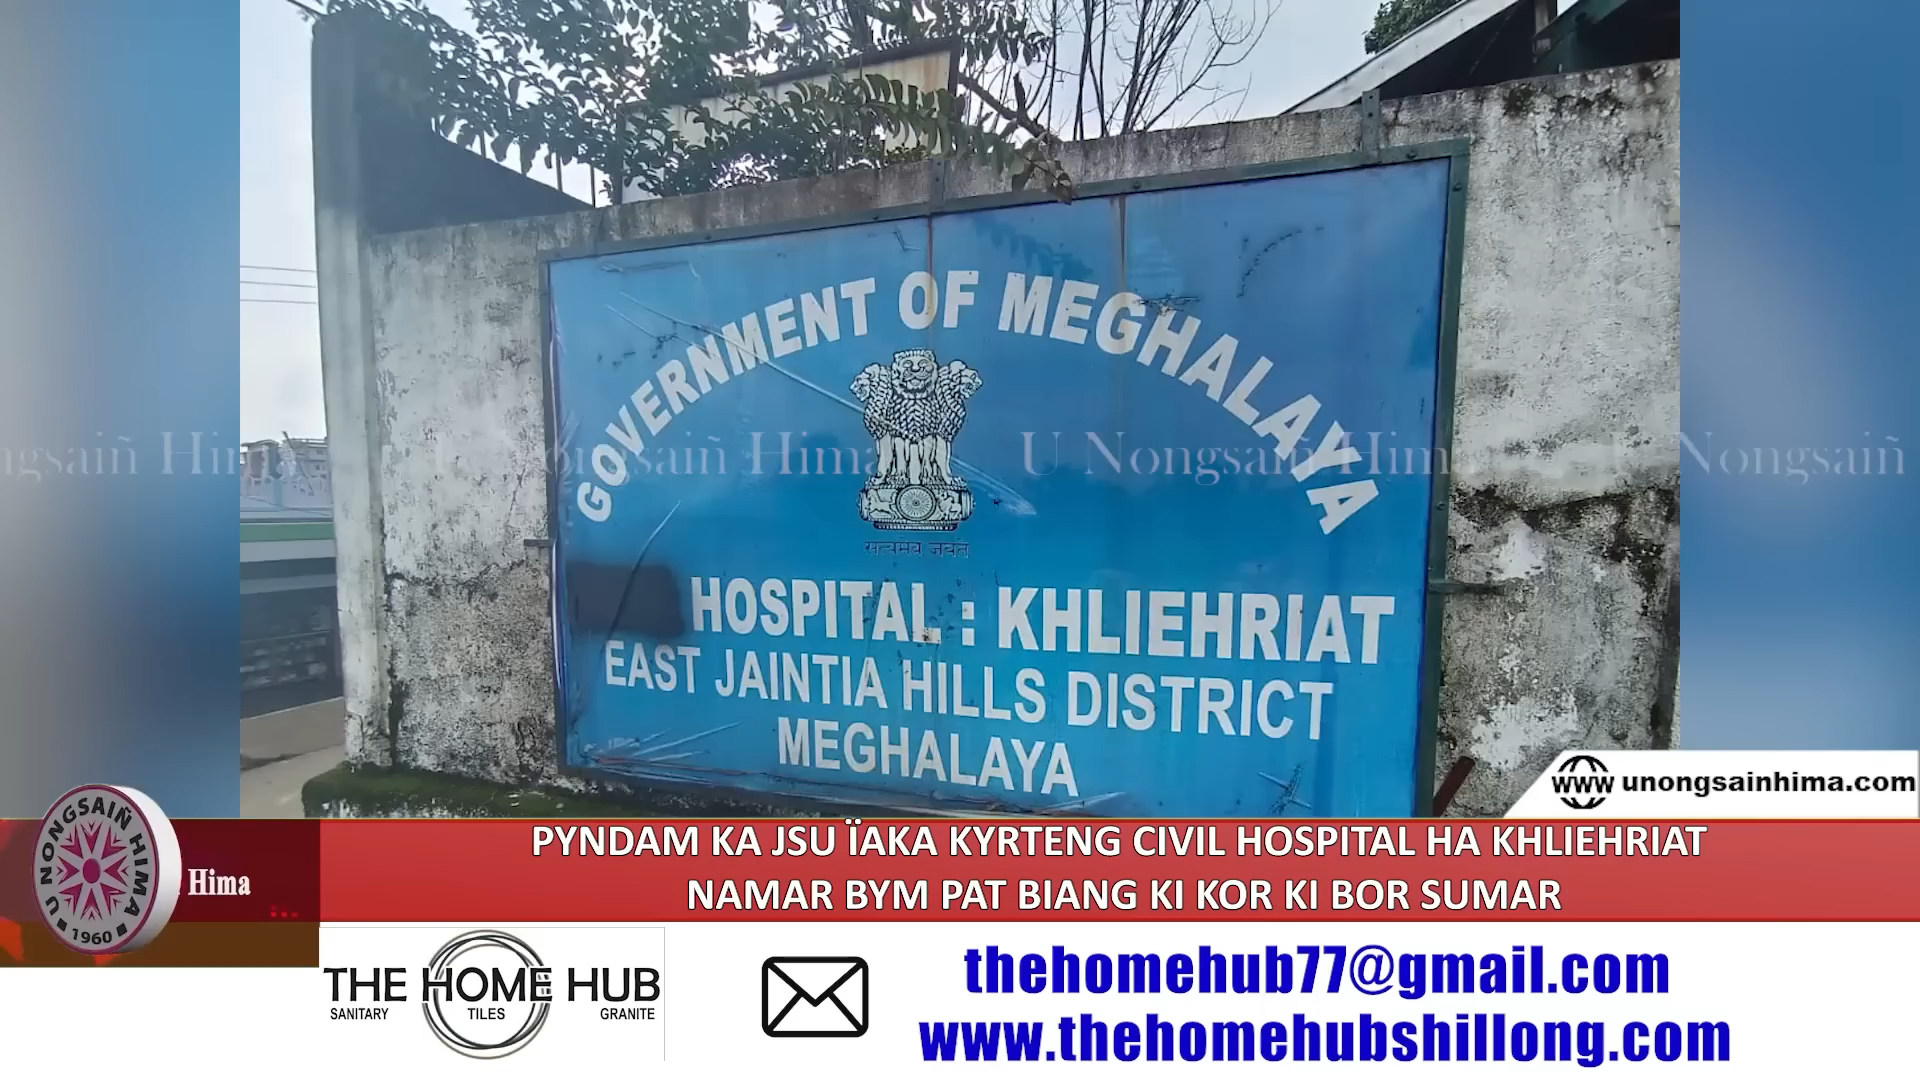 GOVERNMENT OF MEGHALAYA
सत्यमेव जयते
HOSPITAL : KHLIEHRIAT
EAST JAINTIA HILLS DISTRICT
MEGHALAYA
U Nongsaiñ Hima
U Nongsaiñ Hima
www unongsainhima.com
PYNDAM KA JSU ÏAKA KYRTENG CIVIL HOSPITAL HA KHLIEHRIAT
NAMAR BYM PAT BIANG KI KOR KI BOR SUMAR
U NONGSAIÑ HIMA
1960
Hima
THE HOME HUB
SANITARY TILES GRANITE
thehomehub77@gmail.com
www.thehomehubshillong.com